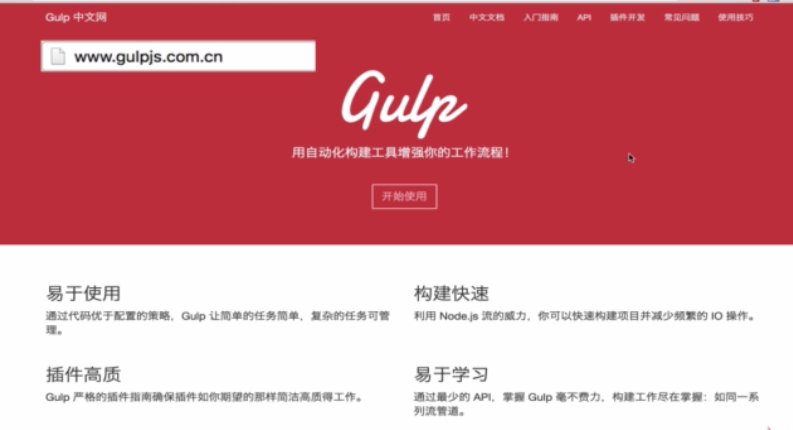 Gulp 中文网 首页 中文文档 入门指南 API 插件开发 常见问题 使用技巧
www.gulpjs.com.cn
Gulp
用自动化构建工具增强你的工作流程!
开始使用
易于使用
通过代码优于配置的策略，Gulp 让简单的任务简单，复杂的任务可管
理。
构建快速
利用 Node.js 流的威力，你可以快速构建项目并减少频繁的 IO 操作。
插件高质
Gulp 严格的插件指南确保插件如你期望的那样简洁高质得工作。
易于学习
通过最少的 API，掌握 Gulp 毫不费力，构建工作尽在掌握：如同一系
列流管道。